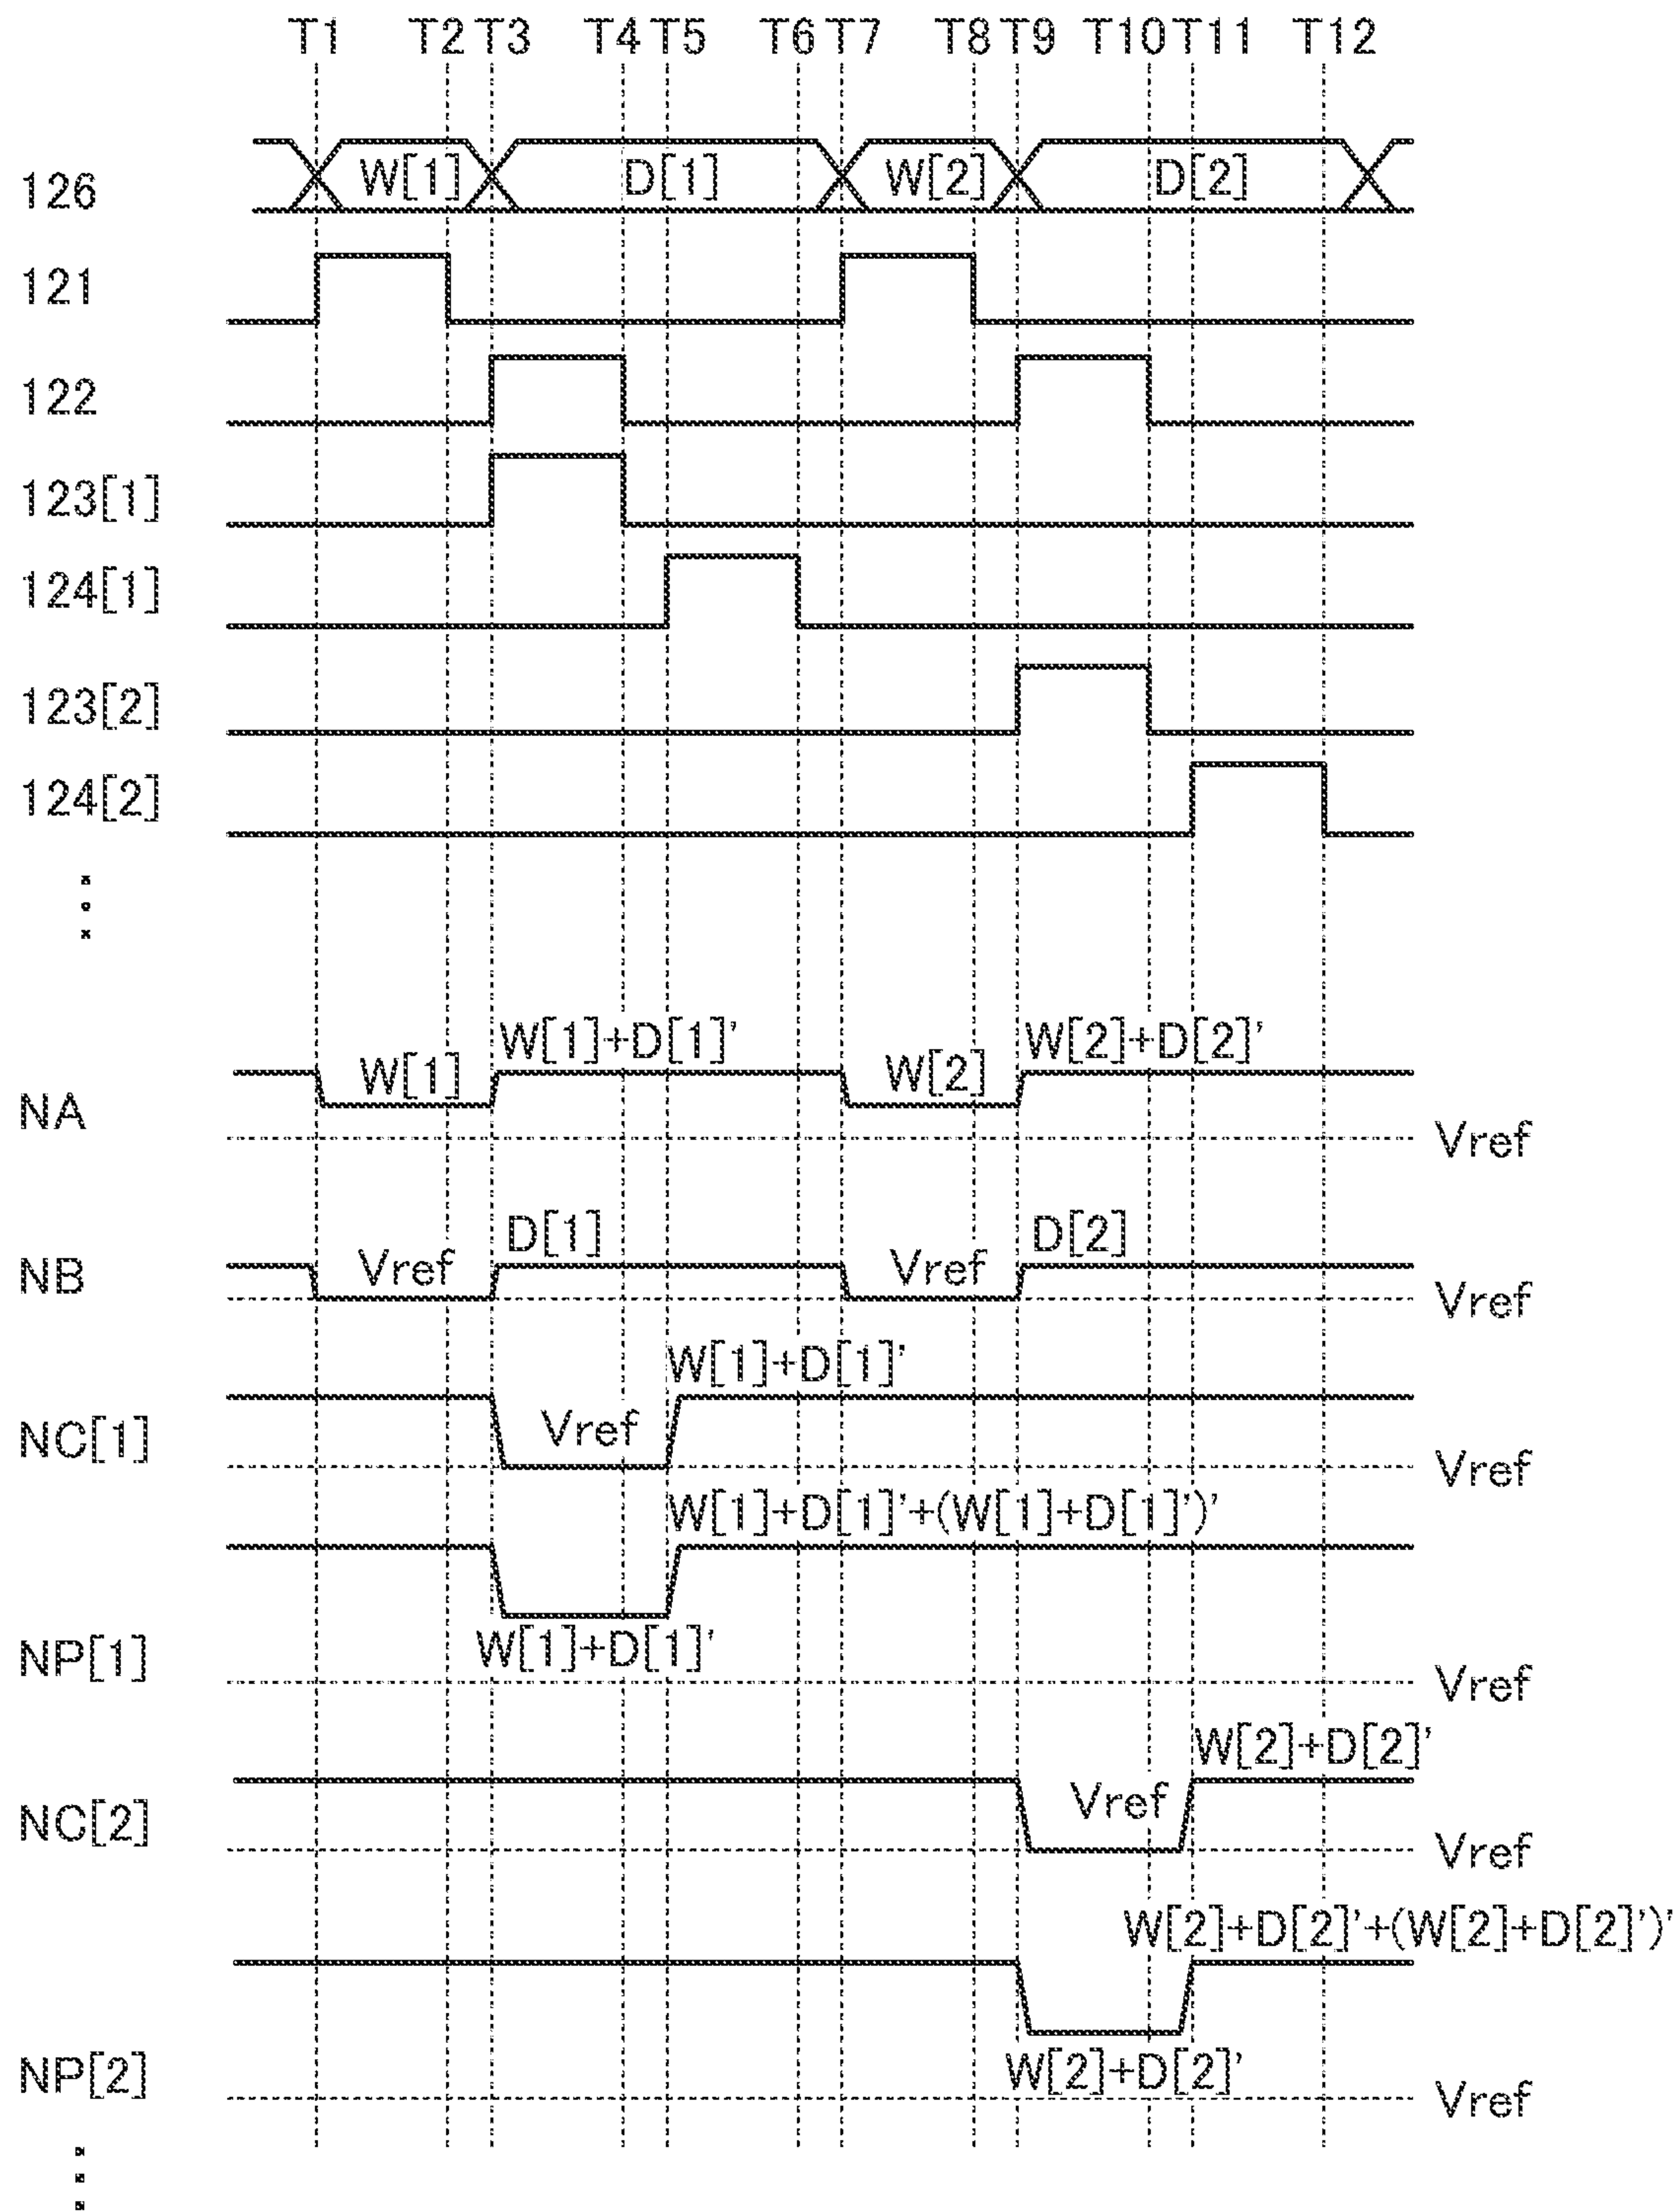 T1 T2 T3 T4 T5 T6 T7 T8 T9 T10 T11 T12
126 W[1] D[1] W[2] D[2]
121
122
123[1]
124[1]
123[2]
124[2]
W[1]+D[1]' W[2]+D[2]'
W[1] W[2]
NA
Vref
D[1] D[2]
NB Vref Vref
Vref
W[1]+D[1]'
NC[1] Vref
Vref
W[1]+D[1]'+(W[1]+D[1]')'
NP[1] W[1]+D[1]'
Vref
W[2]+D[2]'
NC[2] Vref
Vref
W[2]+D[2]'+(W[2]+D[2]')'
NP[2] W[2]+D[2]'
Vref